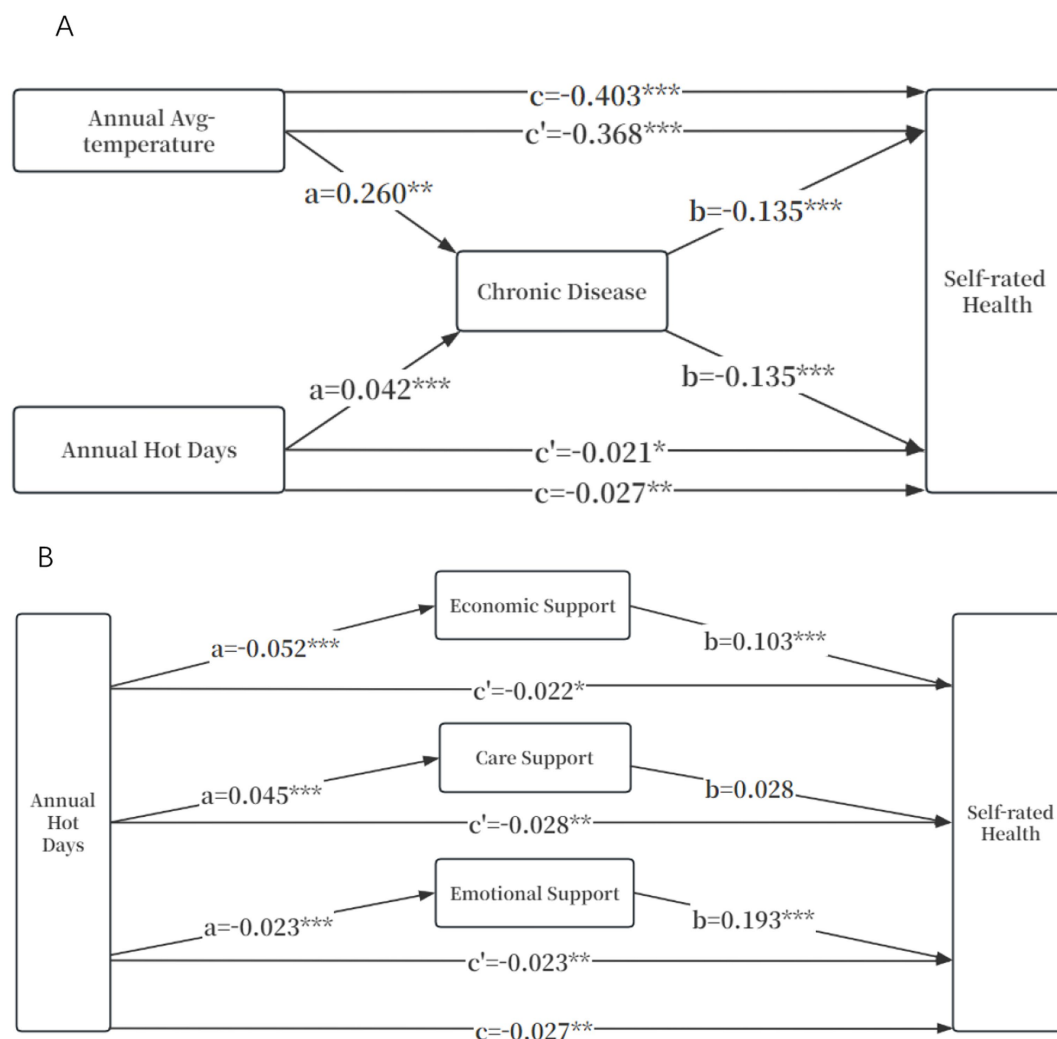 A
c=-0.403***
Annual Avg-
temperature
c'=-0.368***
a=0.260**
b=-0.135***
Chronic Disease
Self-rated
Health
a=0.042***
b=-0.135***
Annual Hot Days
c'=-0.021*
c=-0.027**
B
Economic Support
a=-0.052***
b=0.103***
c'=-0.022*
Care Support
a=0.045***
b=0.028
Annual
Hot
Days
c'=-0.028**
Self-rated
Health
Emotional Support
a=-0.023***
b=0.193***
c'=-0.023**
c=-0.027**